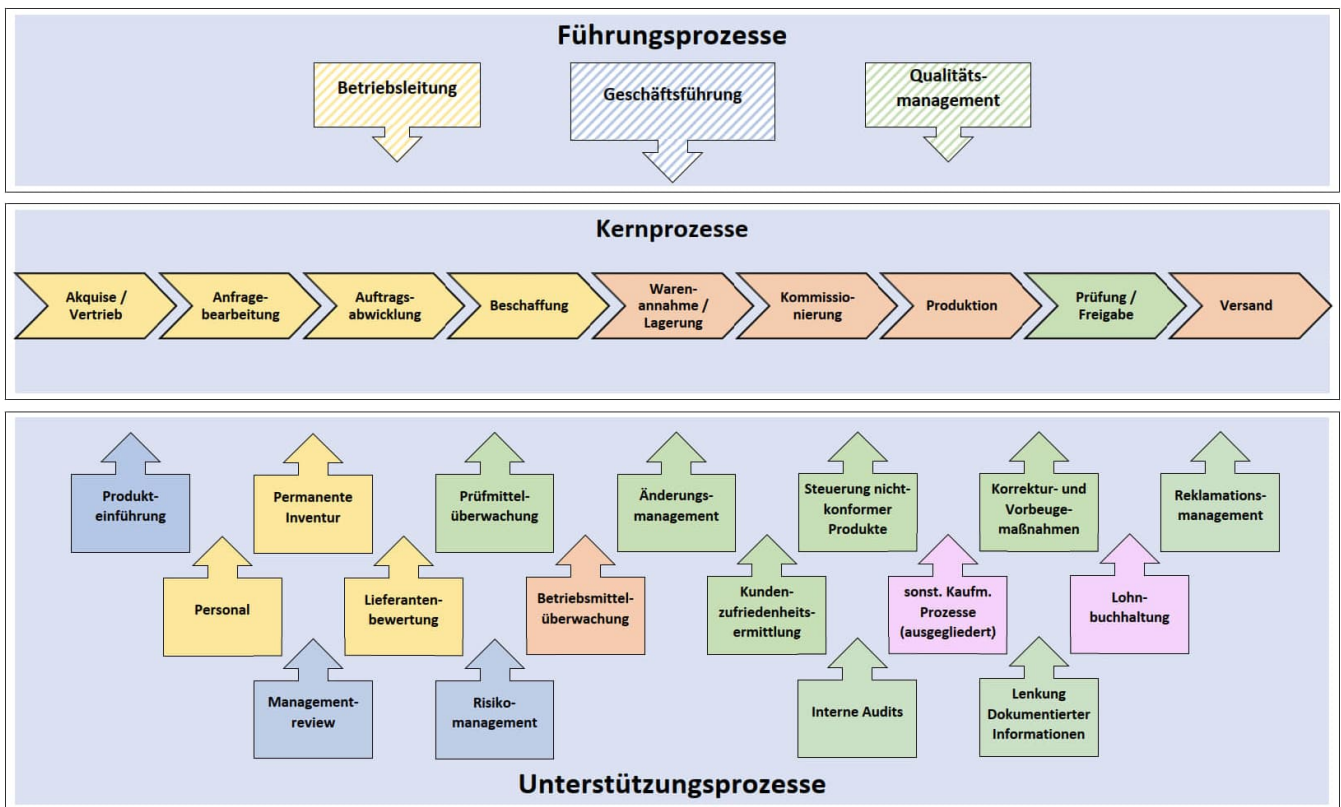 Führungsprozesse
Betriebsleitung
Geschäftsführung
Qualitäts-
management
Kernprozesse
Akquise /
Vertrieb
Anfrage-
bearbeitung
Auftrags-
abwicklung
Beschaffung
Waren-
annahme /
Lagerung
Kommissio-
nierung
Produktion
Prüfung /
Freigabe
Versand
Produkt-
einführung
Permanente
Inventur
Prüfmittel-
überwachung
Änderungs-
management
Steuerung nicht-
konformer
Produkte
Korrektur- und
Vorbeuge-
maßnahmen
Reklamations-
management
Personal
Lieferanten-
bewertung
Betriebsmittel-
überwachung
Kunden-
zufriedenheits-
ermittlung
sonst. Kaufm.
Prozesse
(ausgegliedert)
Lohn-
buchhaltung
Management-
review
Risiko-
management
Interne Audits
Lenkung
Dokumentierter
Informationen
Unterstützungsprozesse